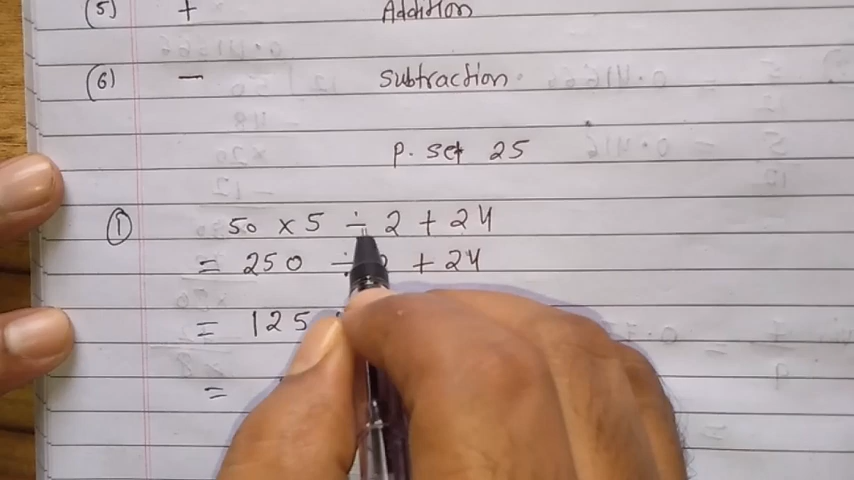 (5) + Addition
(6) − Subtraction.
P. set 25
① 50 × 5 ÷ 2 + 24
= 250 ÷ + 24
= 125
=